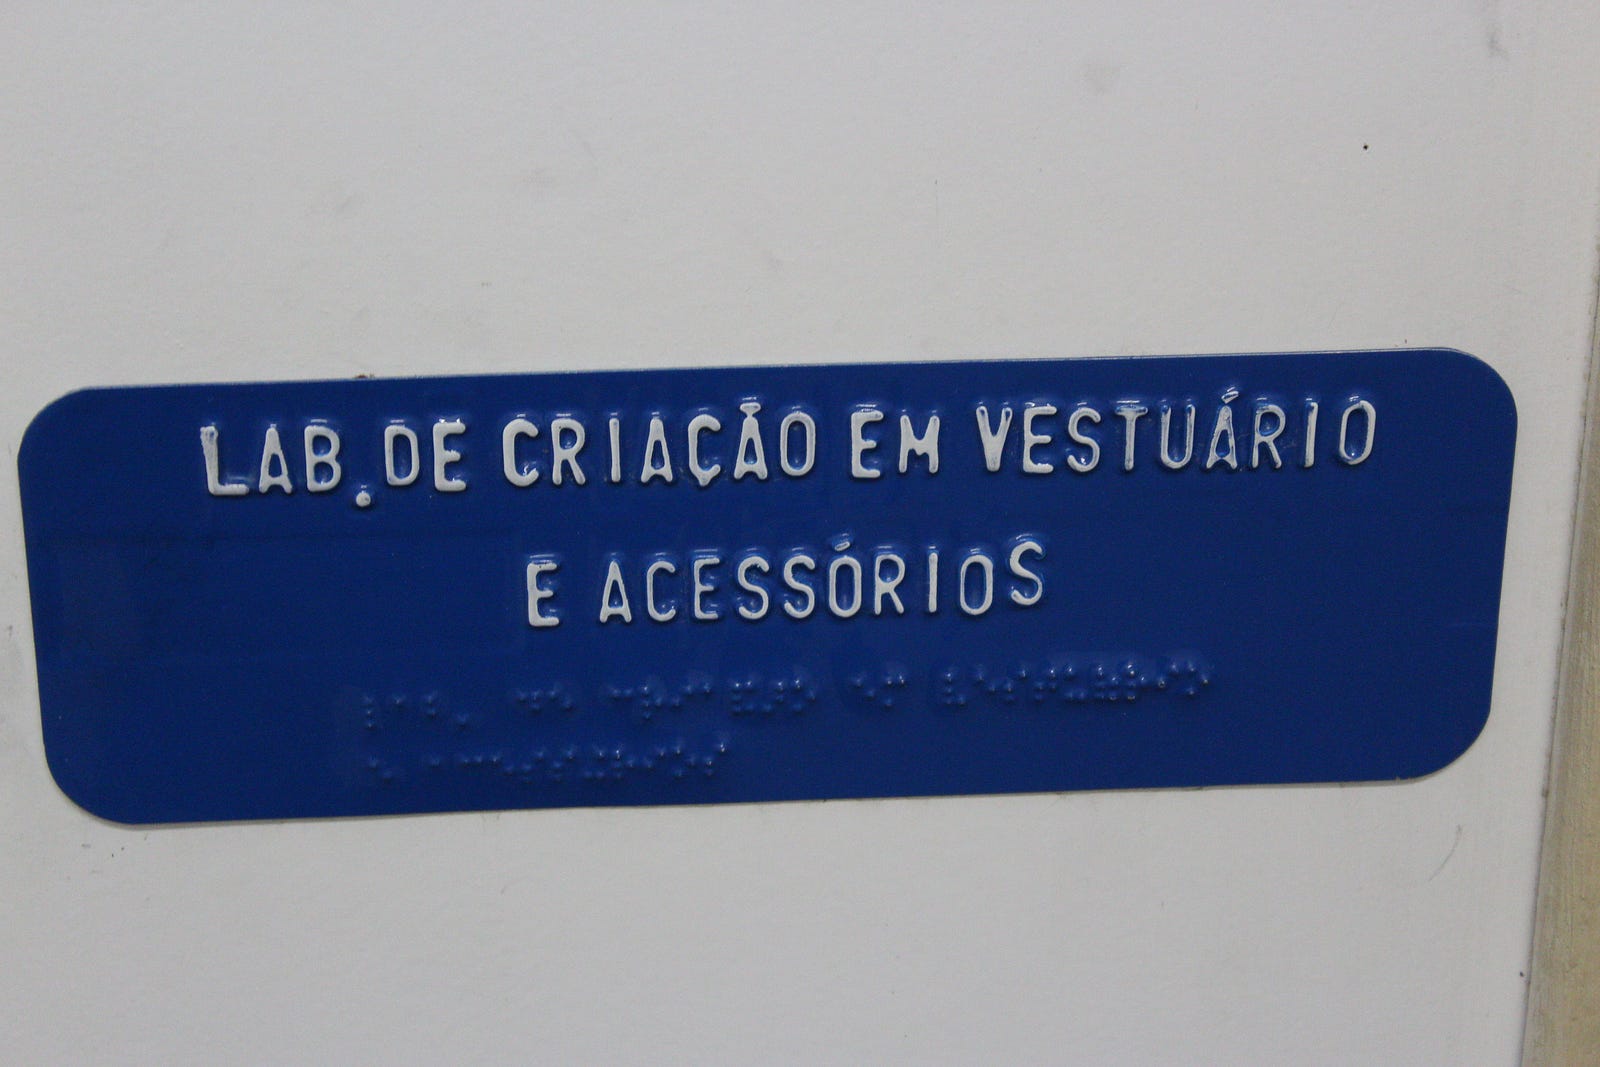 LAB. DE CRIAÇÃO EM VESTUÁRIO
E ACESSÓRIOS